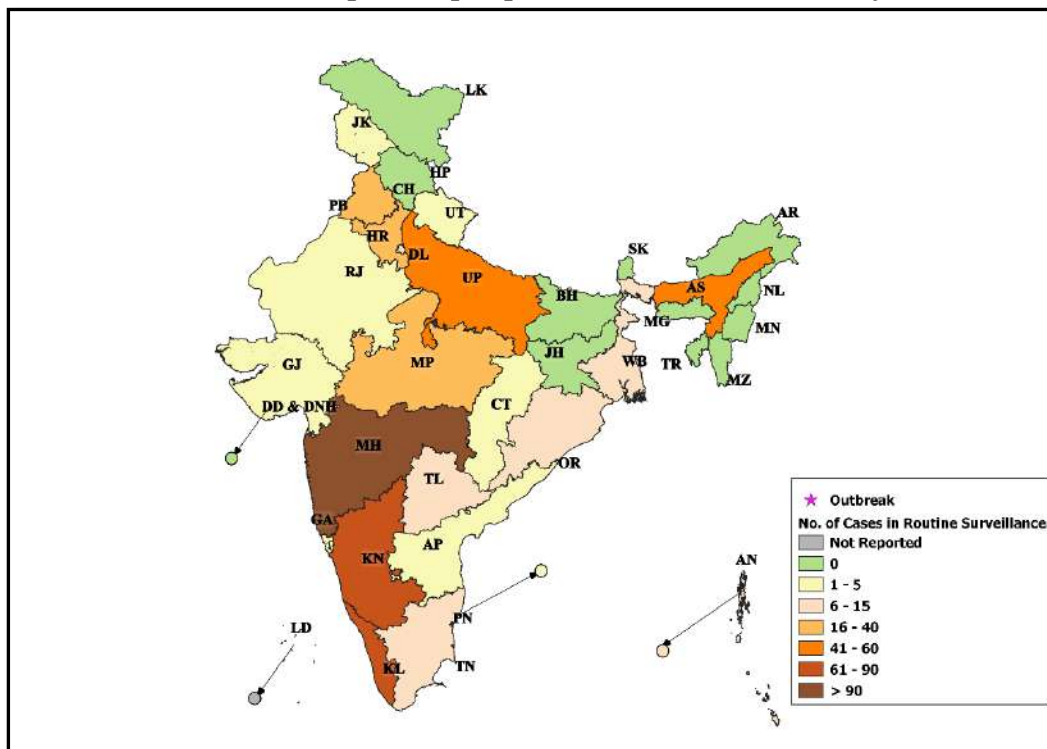 LK
JK
HP
CH
PB
UT
HR
DL
AR
SK
RJ
UP
BH
AS
NL
MG
MN
GJ
MP
JH
WB
TR
MZ
DD & DNH
CT
MH
OR
TL
GA
AP
KN
AN
PN
LD
KL
TN
Outbreak
No. of Cases in Routine Surveillance
Not Reported
0
1 - 5
6 - 15
16 - 40
41 - 60
61 - 90
> 90